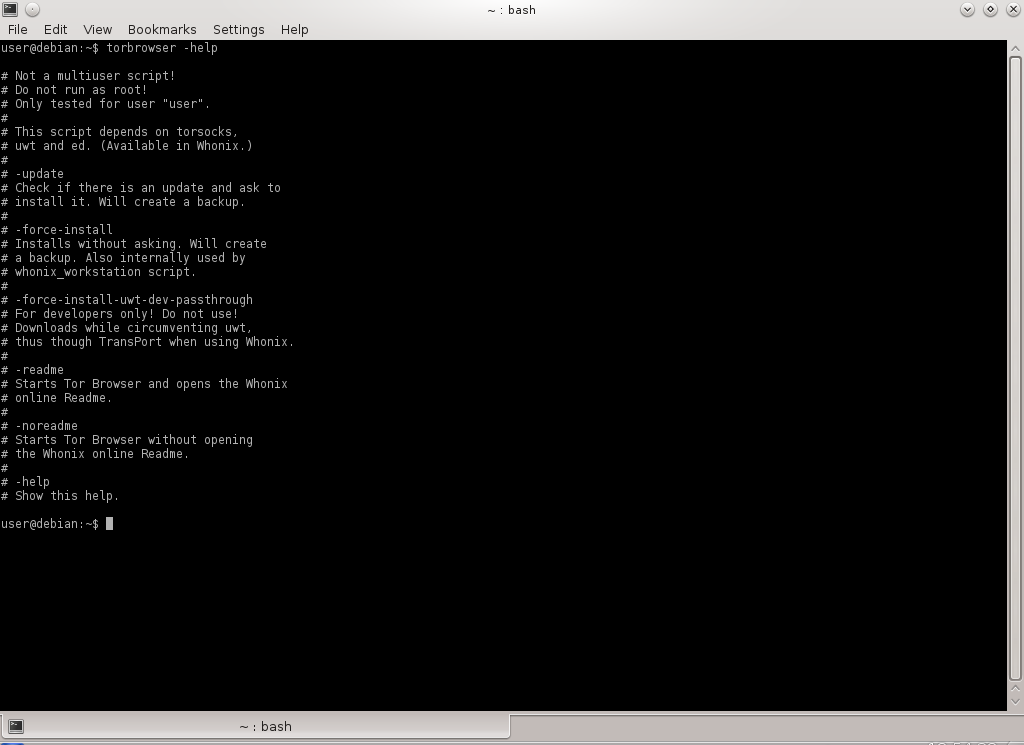 ~ : bash
File Edit View Bookmarks Settings Help
user@debian:~$ torbrowser -help
# Not a multiuser script!
# Do not run as root!
# Only tested for user "user".
#
# This script depends on torsocks,
# uwt and ed. (Available in Whonix.)
#
# -update
# Check if there is an update and ask to
# install it. Will create a backup.
#
# -force-install
# Installs without asking. Will create
# a backup. Also internally used by
# whonix_workstation script.
#
# -force-install-uwt-dev-passthrough
# For developers only! Do not use!
# Downloads while circumventing uwt,
# thus though TransPort when using Whonix.
#
# -readme
# Starts Tor Browser and opens the Whonix
# online Readme.
#
# -noreadme
# Starts Tor Browser without opening
# the Whonix online Readme.
#
# -help
# Show this help.
user@debian:~$
~ : bash